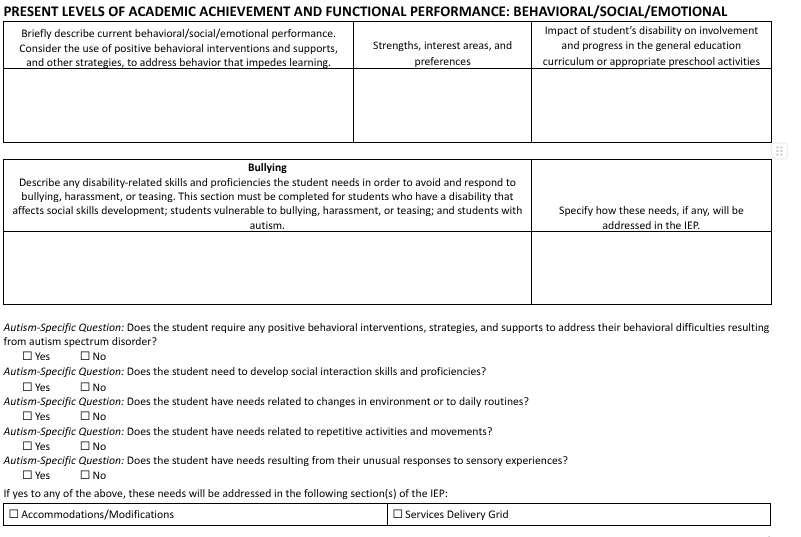 PRESENT LEVELS OF ACADEMIC ACHIEVEMENT AND FUNCTIONAL PERFORMANCE: BEHAVIORAL/SOCIAL/EMOTIONAL
Briefly describe current behavioral/social/emotional performance.
Consider the use of positive behavioral interventions and supports,
and other strategies, to address behavior that impedes learning.
Strengths, interest areas, and
preferences
Impact of student’s disability on involvement
and progress in the general education
curriculum or appropriate preschool activities
Bullying
Describe any disability-related skills and proficiencies the student needs in order to avoid and respond to
bullying, harassment, or teasing. This section must be completed for students who have a disability that
affects social skills development; students vulnerable to bullying, harassment, or teasing; and students with
autism.
Specify how these needs, if any, will be
addressed in the IEP.
Autism-Specific Question: Does the student require any positive behavioral interventions, strategies, and supports to address their behavioral difficulties resulting
from autism spectrum disorder?
☐ Yes ☐ No
Autism-Specific Question: Does the student need to develop social interaction skills and proficiencies?
☐ Yes ☐ No
Autism-Specific Question: Does the student have needs related to changes in environment or to daily routines?
☐ Yes ☐ No
Autism-Specific Question: Does the student have needs related to repetitive activities and movements?
☐ Yes ☐ No
Autism-Specific Question: Does the student have needs resulting from their unusual responses to sensory experiences?
☐ Yes ☐ No
If yes to any of the above, these needs will be addressed in the following section(s) of the IEP:
☐ Accommodations/Modifications
☐ Services Delivery Grid